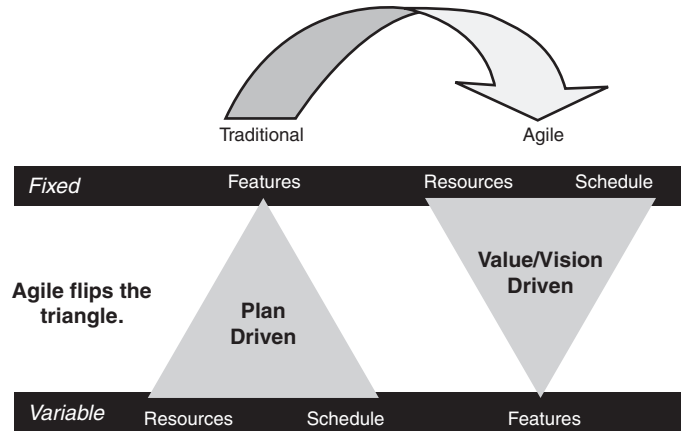 Traditional
Agile
Fixed
Features
Resources
Schedule
Agile flips the
triangle.
Plan
Driven
Value/Vision
Driven
Variable
Resources
Schedule
Features